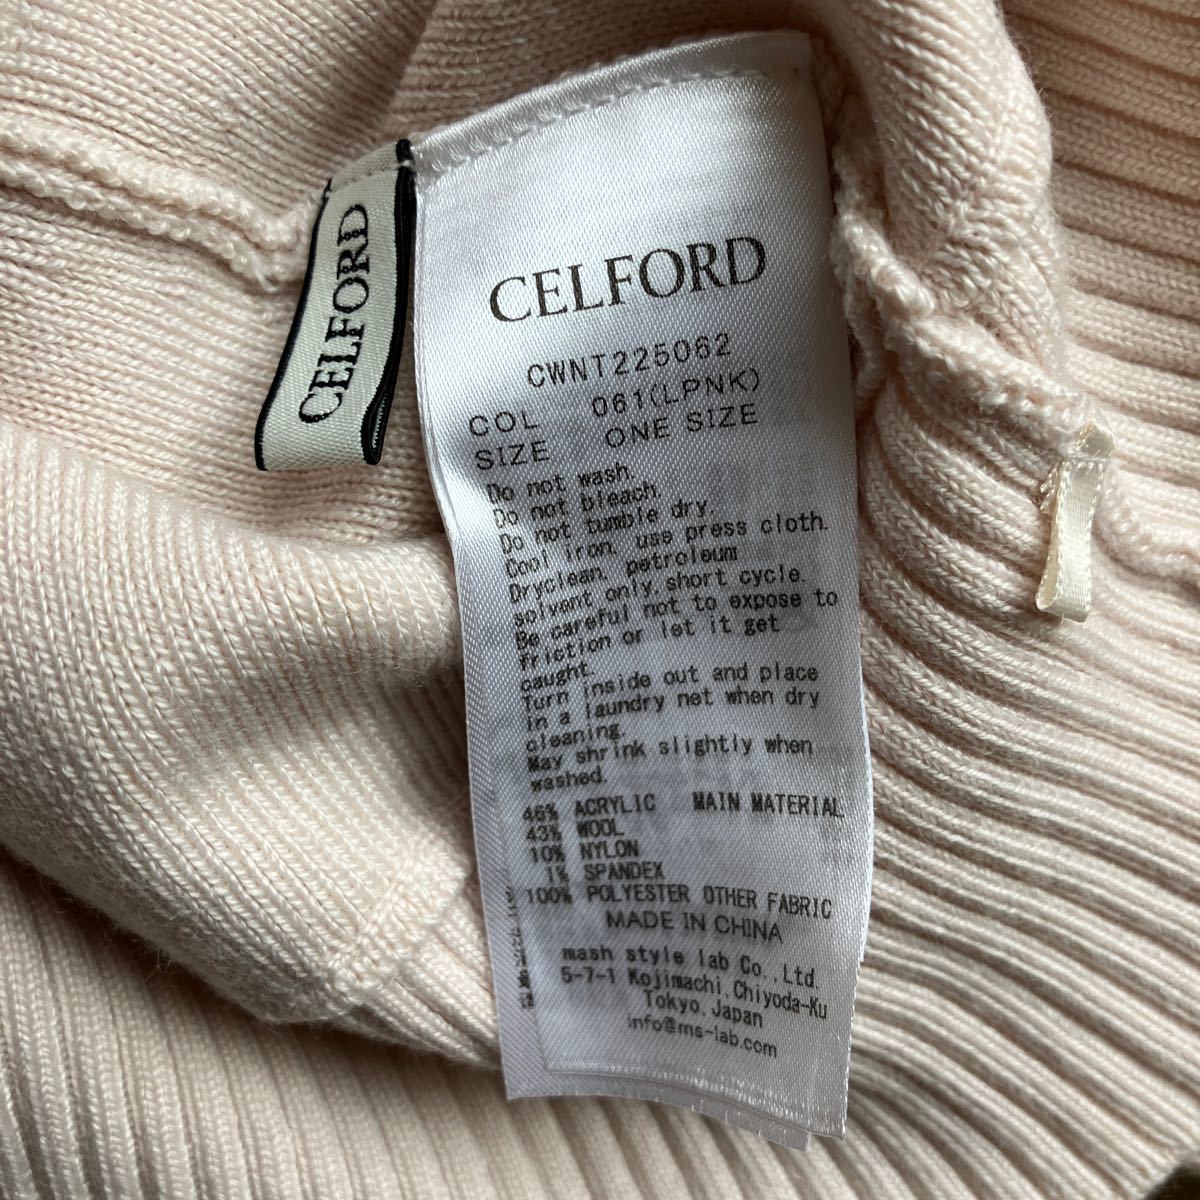 CELFORD
CELFORD
CWNT225062
COL 061(LPNK)
SIZE ONE SIZE
Do not wash.
Do not bleach.
Do not tumble dry.
Cool iron, use press cloth.
Dryclean, petroleum
solvent only, short cycle.
Be careful not to expose to
friction or let it get
caught.
Turn inside out and place
in a laundry net when dry
cleaning.
May shrink slightly when
washed.
46% ACRYLIC MAIN MATERIAL
43% WOOL
10% NYLON
1% SPANDEX
100% POLYESTER OTHER FABRIC
MADE IN CHINA
mash style lab Co.,Ltd.
5-7-1 Kojimachi,Chiyoda-Ku
Tokyo,Japan
info@ms-lab.com